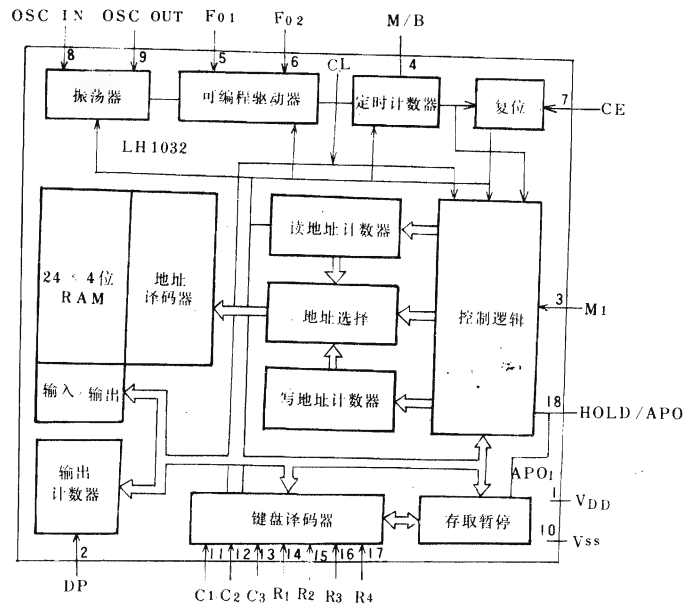 OSC IN OSC OUT F01 F02 M/B
8 9 5 6 CL 4
振荡器 可编程驱动器 定时计数器 复位 7 CE
LH1032
读地址计数器
24 × 4位 RAM
地址译码器
地址选择
控制逻辑
3 M1
输入 输出
写地址计数器
18 HOLD/APO
输出计数器
APO1
1 VDD
键盘译码器 存取暂停
10 Vss
2 11 12 13 14 15 16 17
DP C1 C2 C3 R1 R2 R3 R4